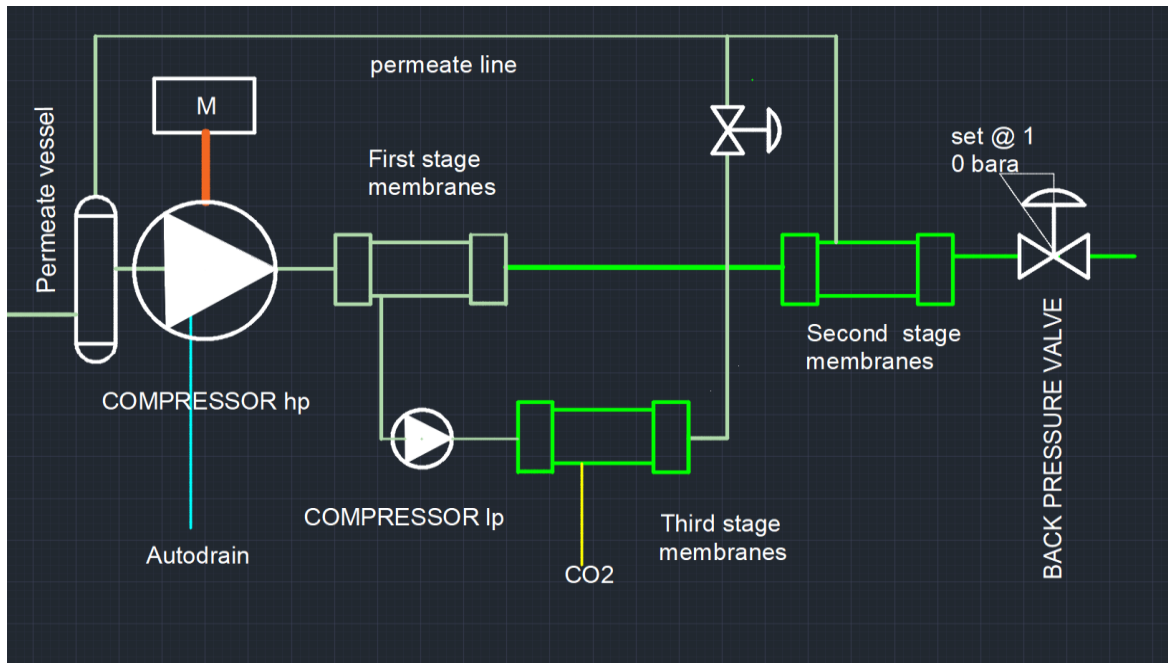 permeate line
M
Permeate vessel
First stage
membranes
set @ 1
0 bara
Second  stage
membranes
COMPRESSOR hp
BACK PRESSURE VALVE
COMPRESSOR lp
Third stage
membranes
Autodrain
CO2